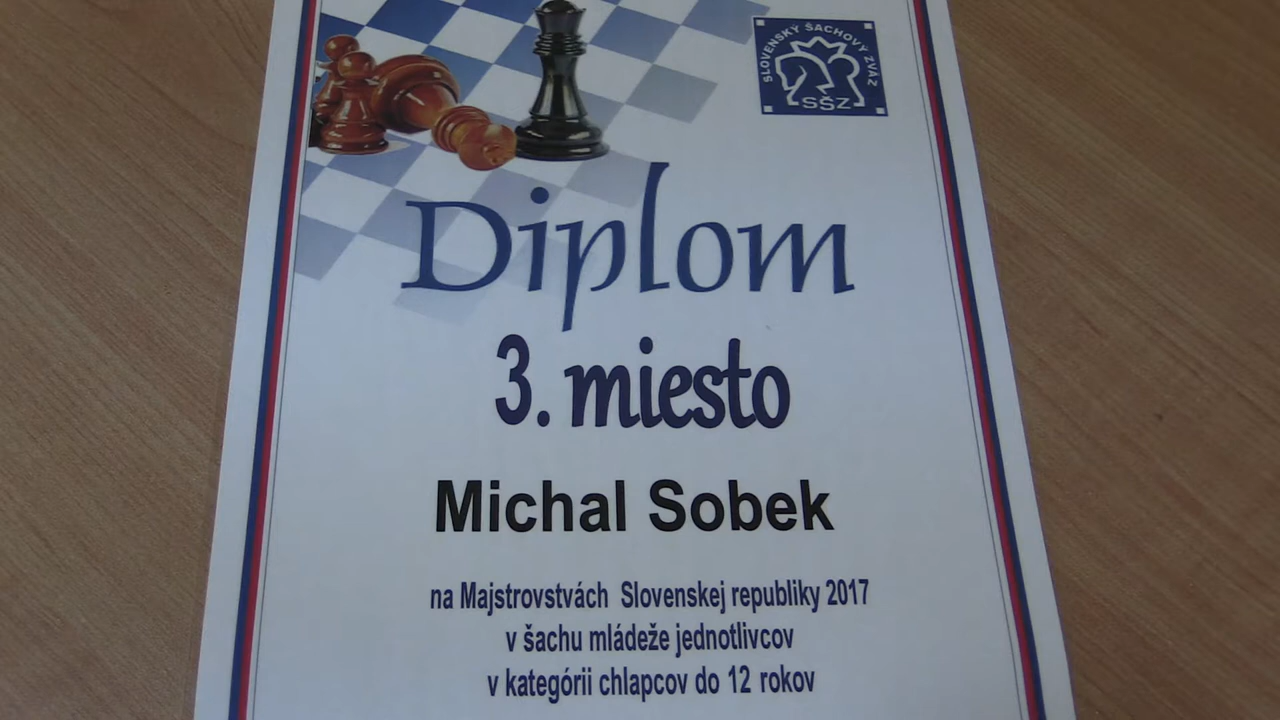 SLOVENSKÝ ŠACHOVÝ ZVÄZ
SŠZ
Diplom
3. miesto
Michal Sobek
na Majstrovstvách Slovenskej republiky 2017
v šachu mládeže jednotlivcov
v kategórii chlapcov do 12 rokov